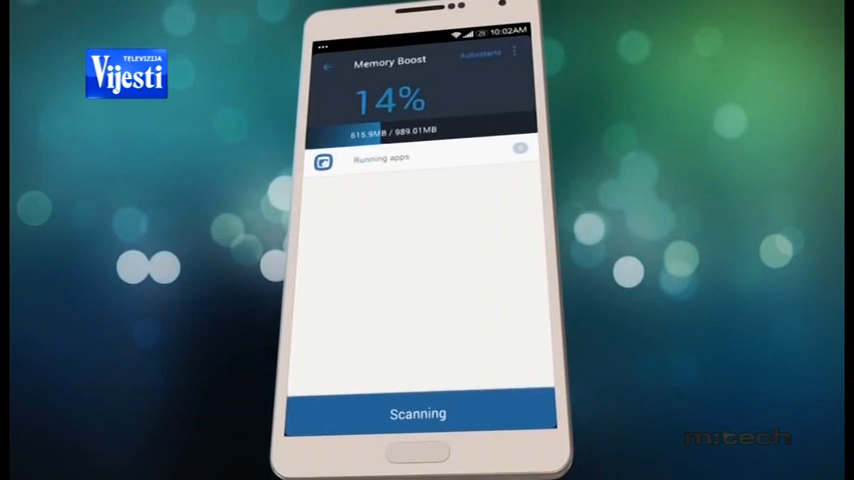 TELEVIZIJA
Vijesti
10:02AM
Memory Boost
Autostarts
14%
615.9MB / 989.01MB
Running apps
Scanning
m:tech